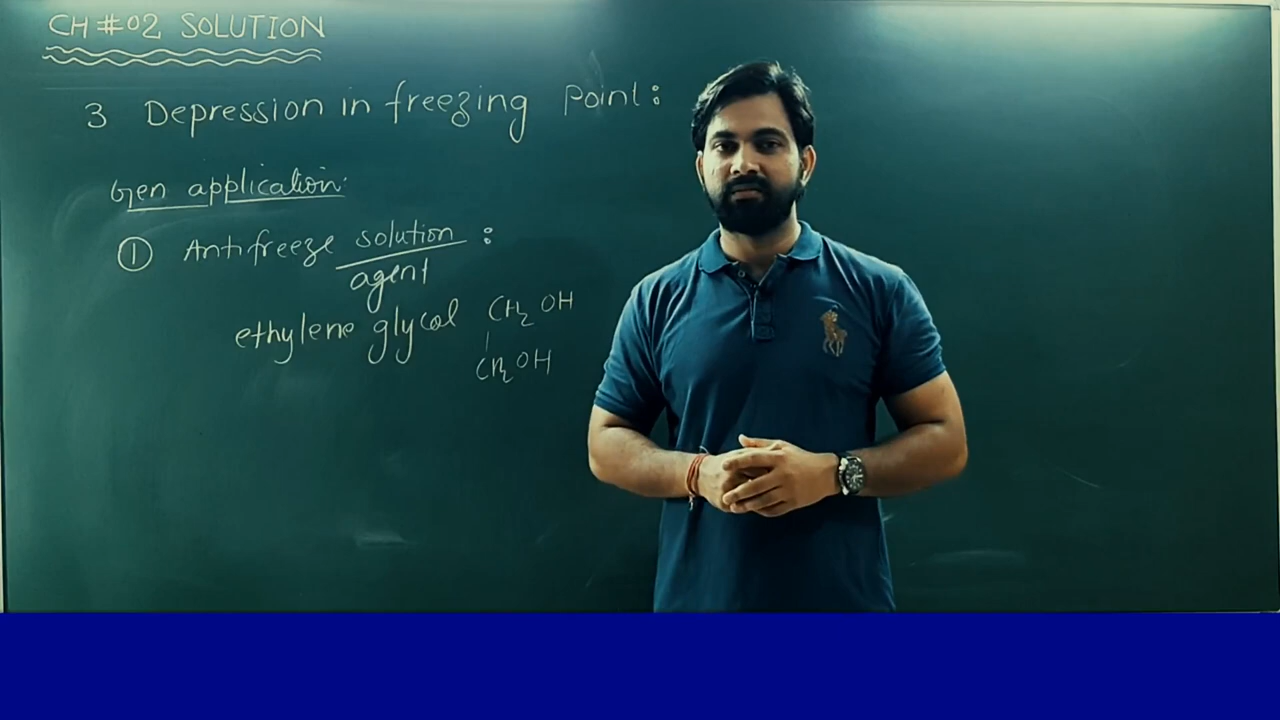 CH #02 SOLUTION
3 Depression in freezing Point:
Gen application:
① Antifreeze solution :
agent
ethylene glycol CH2 OH
CH2 OH